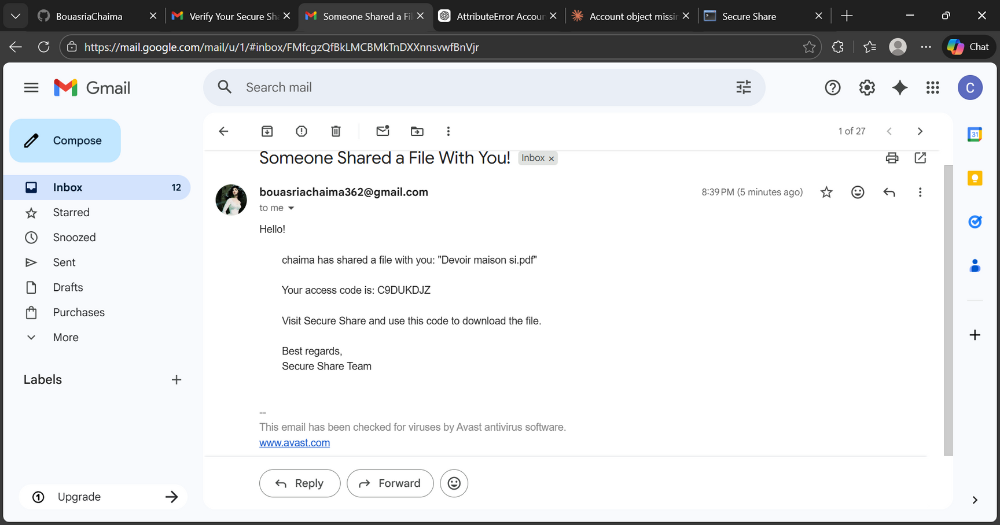 BouasriaChaima
Verify Your Secure Sha
Someone Shared a Fil
AttributeError Accoun
Account object missin
Secure Share
https://mail.google.com/mail/u/1/#inbox/FMfcgzQfBkLMCBMkTnDXXnnsvwfBnVjr
Chat
Gmail
Search mail
C
Compose
1 of 27
31
Someone Shared a File With You!
Inbox ×
Inbox 12
bouasriachaima362@gmail.com
8:39 PM (5 minutes ago)
to me
Starred
Hello!
Snoozed
chaima has shared a file with you: "Devoir maison si.pdf"
Sent
Your access code is: C9DUKDJZ
Drafts
Visit Secure Share and use this code to download the file.
Purchases
More
Best regards,
Secure Share Team
Labels
--
This email has been checked for viruses by Avast antivirus software.
www.avast.com
Reply
Forward
1 Upgrade